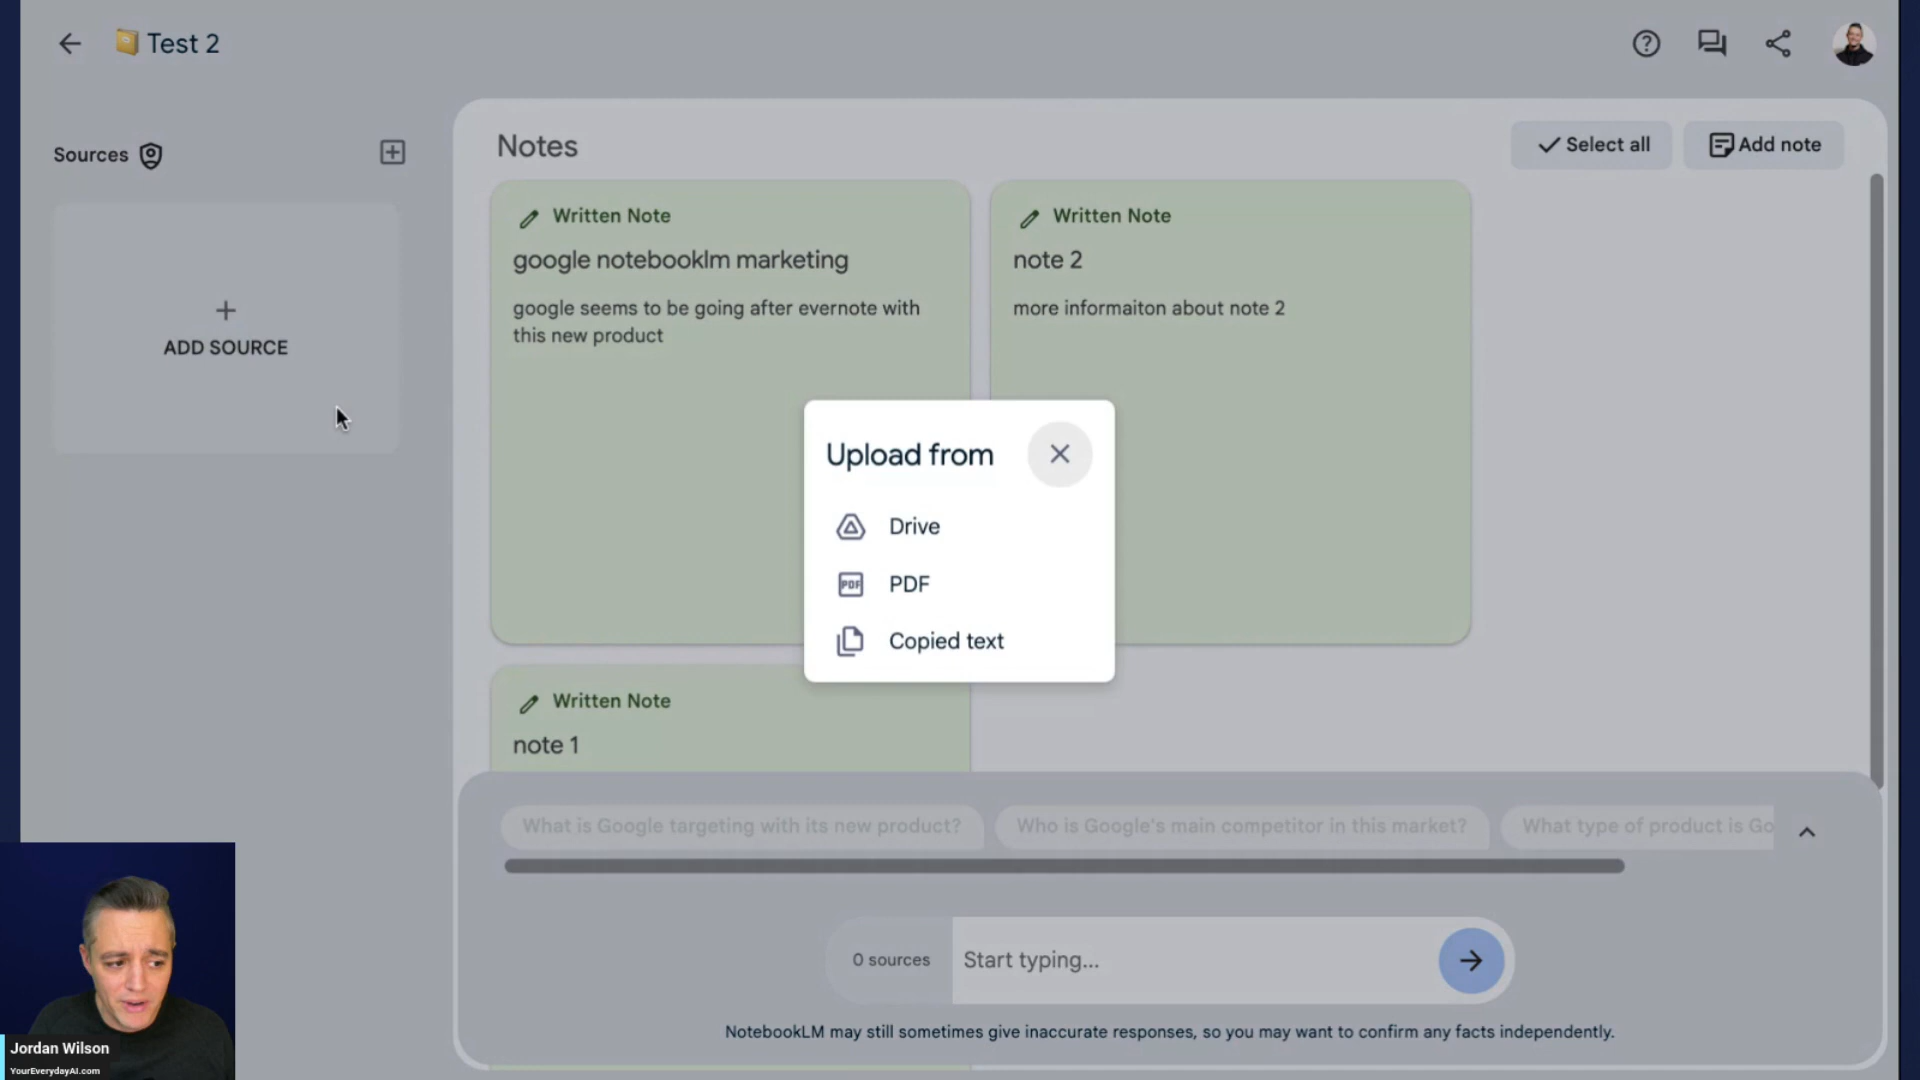 Test 2
Sources
ADD SOURCE
Notes
Select all
Add note
Written Note
google notebooklm marketing
google seems to be going after evernote with
this new product
Written Note
note 2
more informaiton about note 2
Upload from
Drive
PDF
PDF
Copied text
Written Note
note 1
What is Google targeting with its new product?
Who is Google's main competitor in this market?
What type of product is Go
0 sources
Start typing...
NotebookLM may still sometimes give inaccurate responses, so you may want to confirm any facts independently.
Jordan Wilson
YourEverydayAI.com